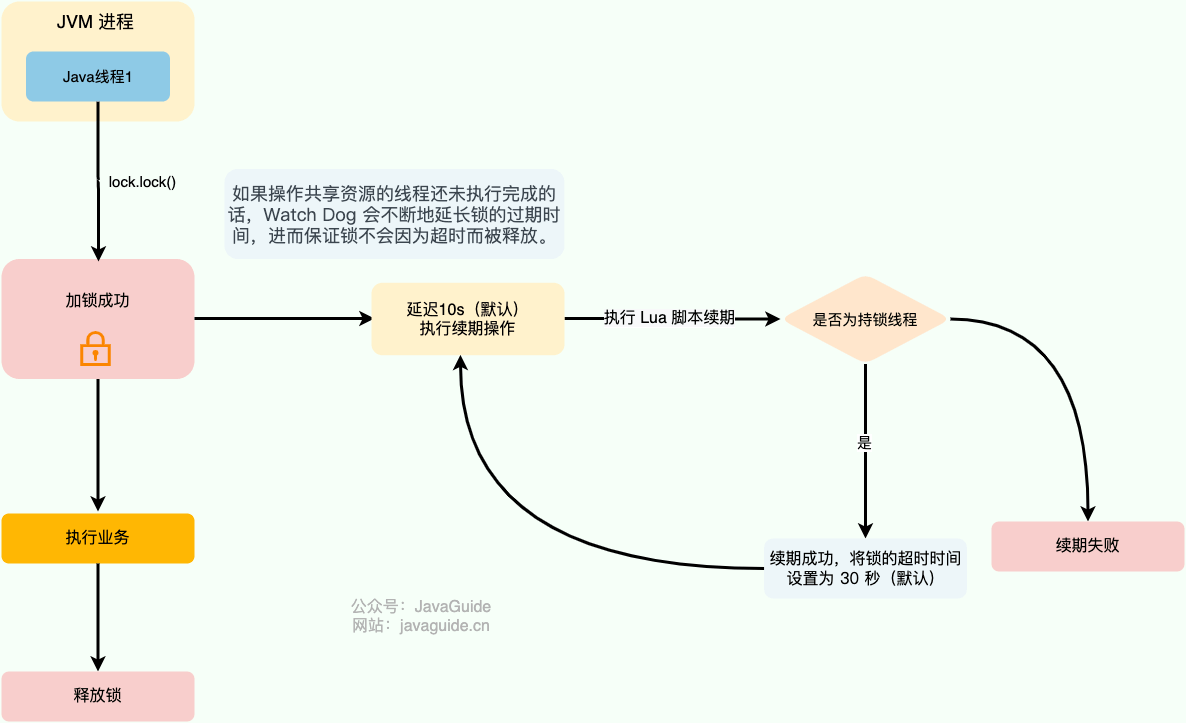 JVM 进程
Java线程1
lock.lock()
如果操作共享资源的线程还未执行完成的
话，Watch Dog 会不断地延长锁的过期时
间，进而保证锁不会因为超时而被释放。
加锁成功
延迟10s（默认）
执行续期操作
执行 Lua 脚本续期
是否为持锁线程
是
执行业务
续期成功，将锁的超时时间
设置为 30 秒（默认）
续期失败
公众号：JavaGuide
网站：javaguide.cn
释放锁